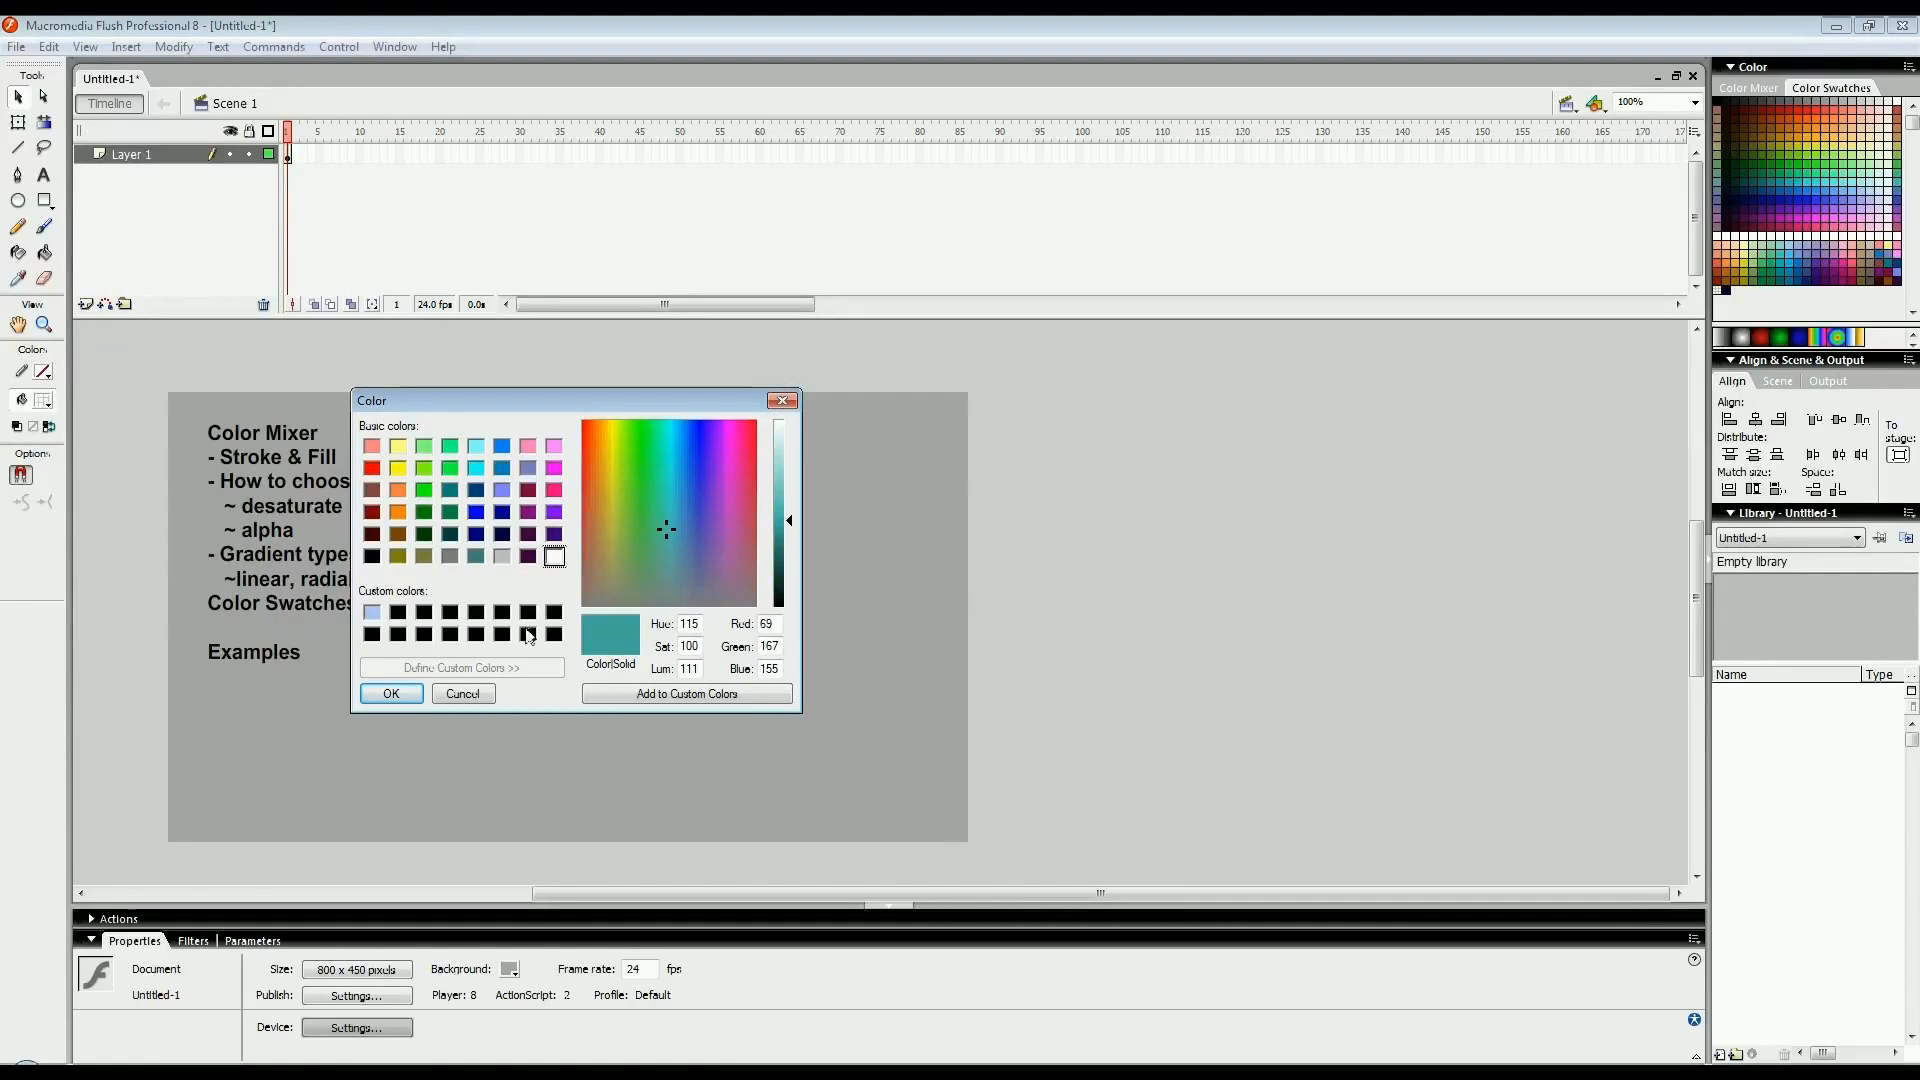 Macromedia Flash Professional 8 - [Untitled-1*]
File Edit View Insert Modify Text Commands Control Window Help
Tools
View
Colors
Options
Untitled-1*
Timeline
Scene 1
100%
1 5 10 15 20 25 30 35 40 45 50 55 60 65 70 75 80 85 90 95 100 105 110 115 120 125 130 135 140 145 150 155 160 165 170 17
Layer 1
1 24.0 fps 0.0s
Color Mixer
- Stroke & Fill
- How to choos
~ desaturate
~ alpha
- Gradient type
~linear, radia
Color Swatches
Examples
Color
Basic colors:
Custom colors:
Define Custom Colors >>
OK Cancel
Hue: 115 Red: 69
Sat: 100 Green: 167
Color|Solid
Lum: 111 Blue: 155
Add to Custom Colors
Actions
Properties Filters Parameters
Document
Untitled-1
Size: 800 x 450 pixels Background: Frame rate: 24 fps
Publish: Settings... Player: 8 ActionScript: 2 Profile: Default
Device: Settings...
Color
Color Mixer Color Swatches
Align & Scene & Output
Align Scene Output
Align:
Distribute:
Match size: Space:
To
stage:
Library - Untitled-1
Untitled-1
Empty library
Name Type